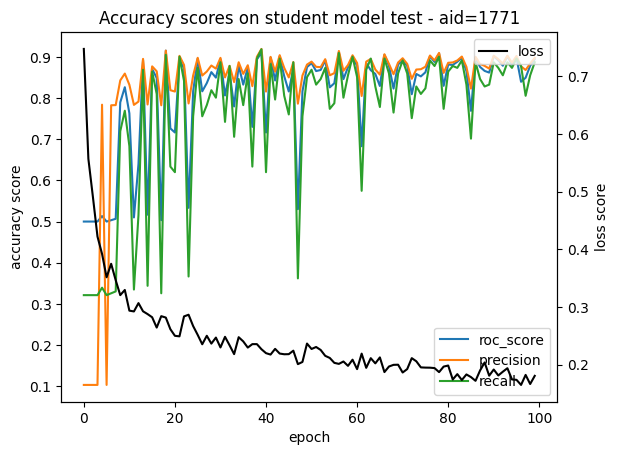 Accuracy scores on student model test - aid=1771
loss
0.9
0.8
0.7
0.6
0.5
0.4
0.3
0.2
0.1
accuracy score
0.7
0.6
0.5
0.4
0.3
0.2
loss score
roc_score
precision
recall
0
20
40
60
80
100
epoch